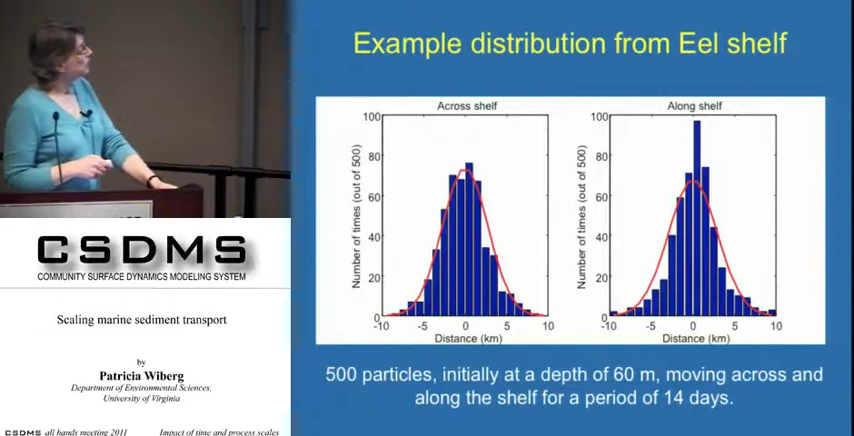 Example distribution from Eel shelf
Across shelf
Along shelf
Number of times (out of 500)
100
80
60
40
20
0
-10 -5 0 5 10
Distance (km)
Number of times (out of 500)
100
80
60
40
20
0
-10 -5 0 5 10
Distance (km)
500 particles, initially at a depth of 60 m, moving across and
along the shelf for a period of 14 days.
CSDMS
COMMUNITY SURFACE DYNAMICS MODELING SYSTEM
Scaling marine sediment transport
by
Patricia Wiberg
Department of Environmental Sciences,
University of Virginia
CSDMS all hands meeting 2011 Impact of time and process scales